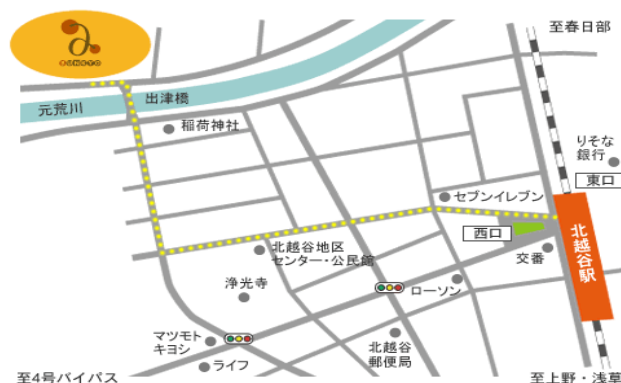 至春日部
SUNSTO
元荒川
出津橋
稲荷神社
りそな
銀行
東口
セブンイレブン
西口
北越谷駅
交番
北越谷地区
センター・公民館
浄光寺
ローソン
マツモト
キヨシ
ライフ
北越谷
郵便局
至4号バイパス
至上野・浅草